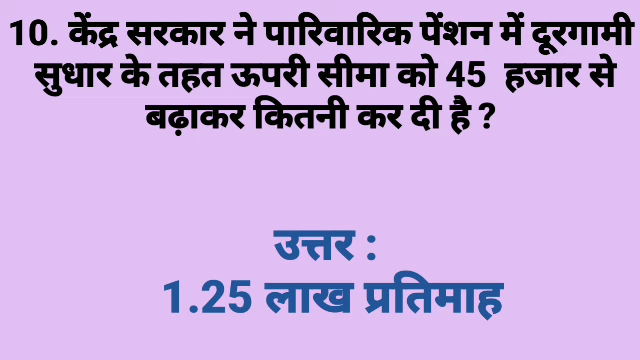 10. केंद्र सरकार ने पारिवारिक पेंशन में दूरगामी
सुधार के तहत ऊपरी सीमा को 45 हजार से
बढ़ाकर कितनी कर दी है ?
उत्तर :
1.25 लाख प्रतिमाह